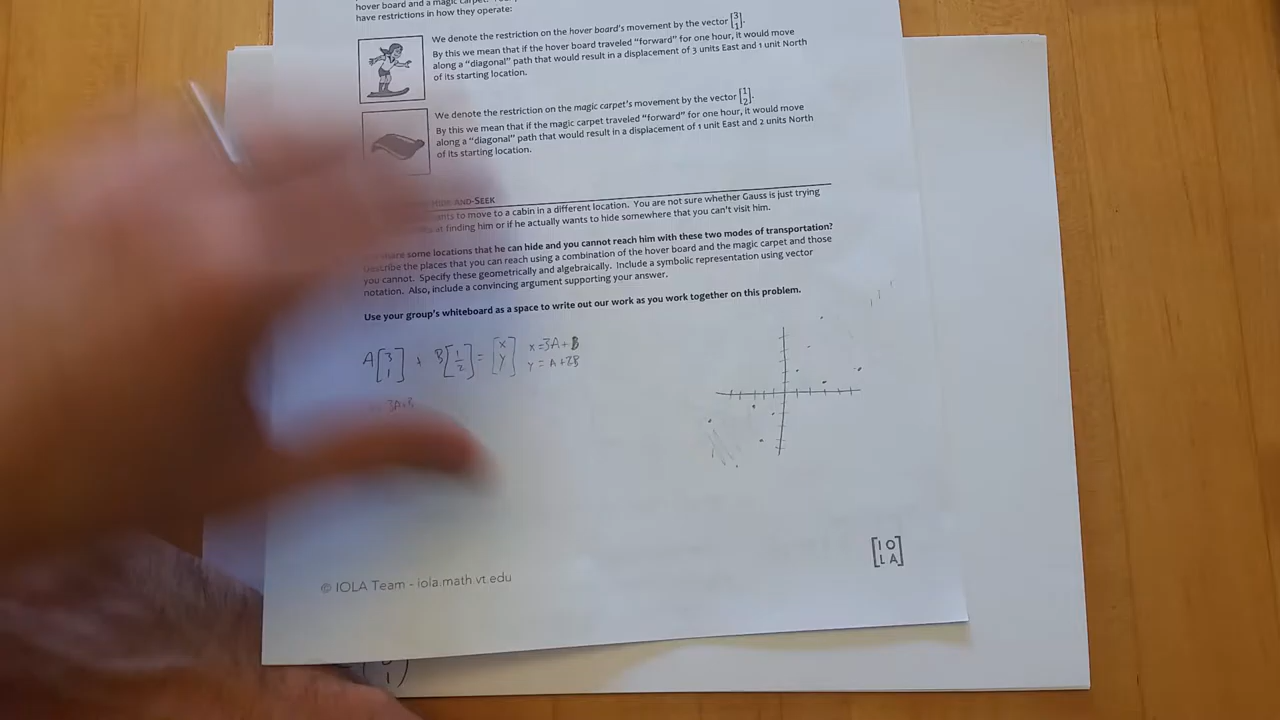 hover board and a magic carpet.
have restrictions in how they operate:
We denote the restriction on the hover board's movement by the vector [3 1].
By this we mean that if the hover board traveled "forward" for one hour, it would move
along a "diagonal" path that would result in a displacement of 3 units East and 1 unit North
of its starting location.
We denote the restriction on the magic carpet's movement by the vector [1 2].
By this we mean that if the magic carpet traveled "forward" for one hour, it would move
along a "diagonal" path that would result in a displacement of 1 unit East and 2 units North
of its starting location.
HIDE-AND-SEEK
to move to a cabin in a different location. You are not sure whether Gauss is just trying
at finding him or if he actually wants to hide somewhere that you can't visit him.
some locations that he can hide and you cannot reach him with these two modes of transportation?
Describe the places that you can reach using a combination of the hover board and the magic carpet and those
you cannot. Specify these geometrically and algebraically. Include a symbolic representation using vector
notation. Also, include a convincing argument supporting your answer.
Use your group's whiteboard as a space to write out our work as you work together on this problem.
A[3 1] + B[1 2] = [x y] x=3A+B
y=A+2B
[I O
L A]
© IOLA Team - iola.math.vt.edu
1